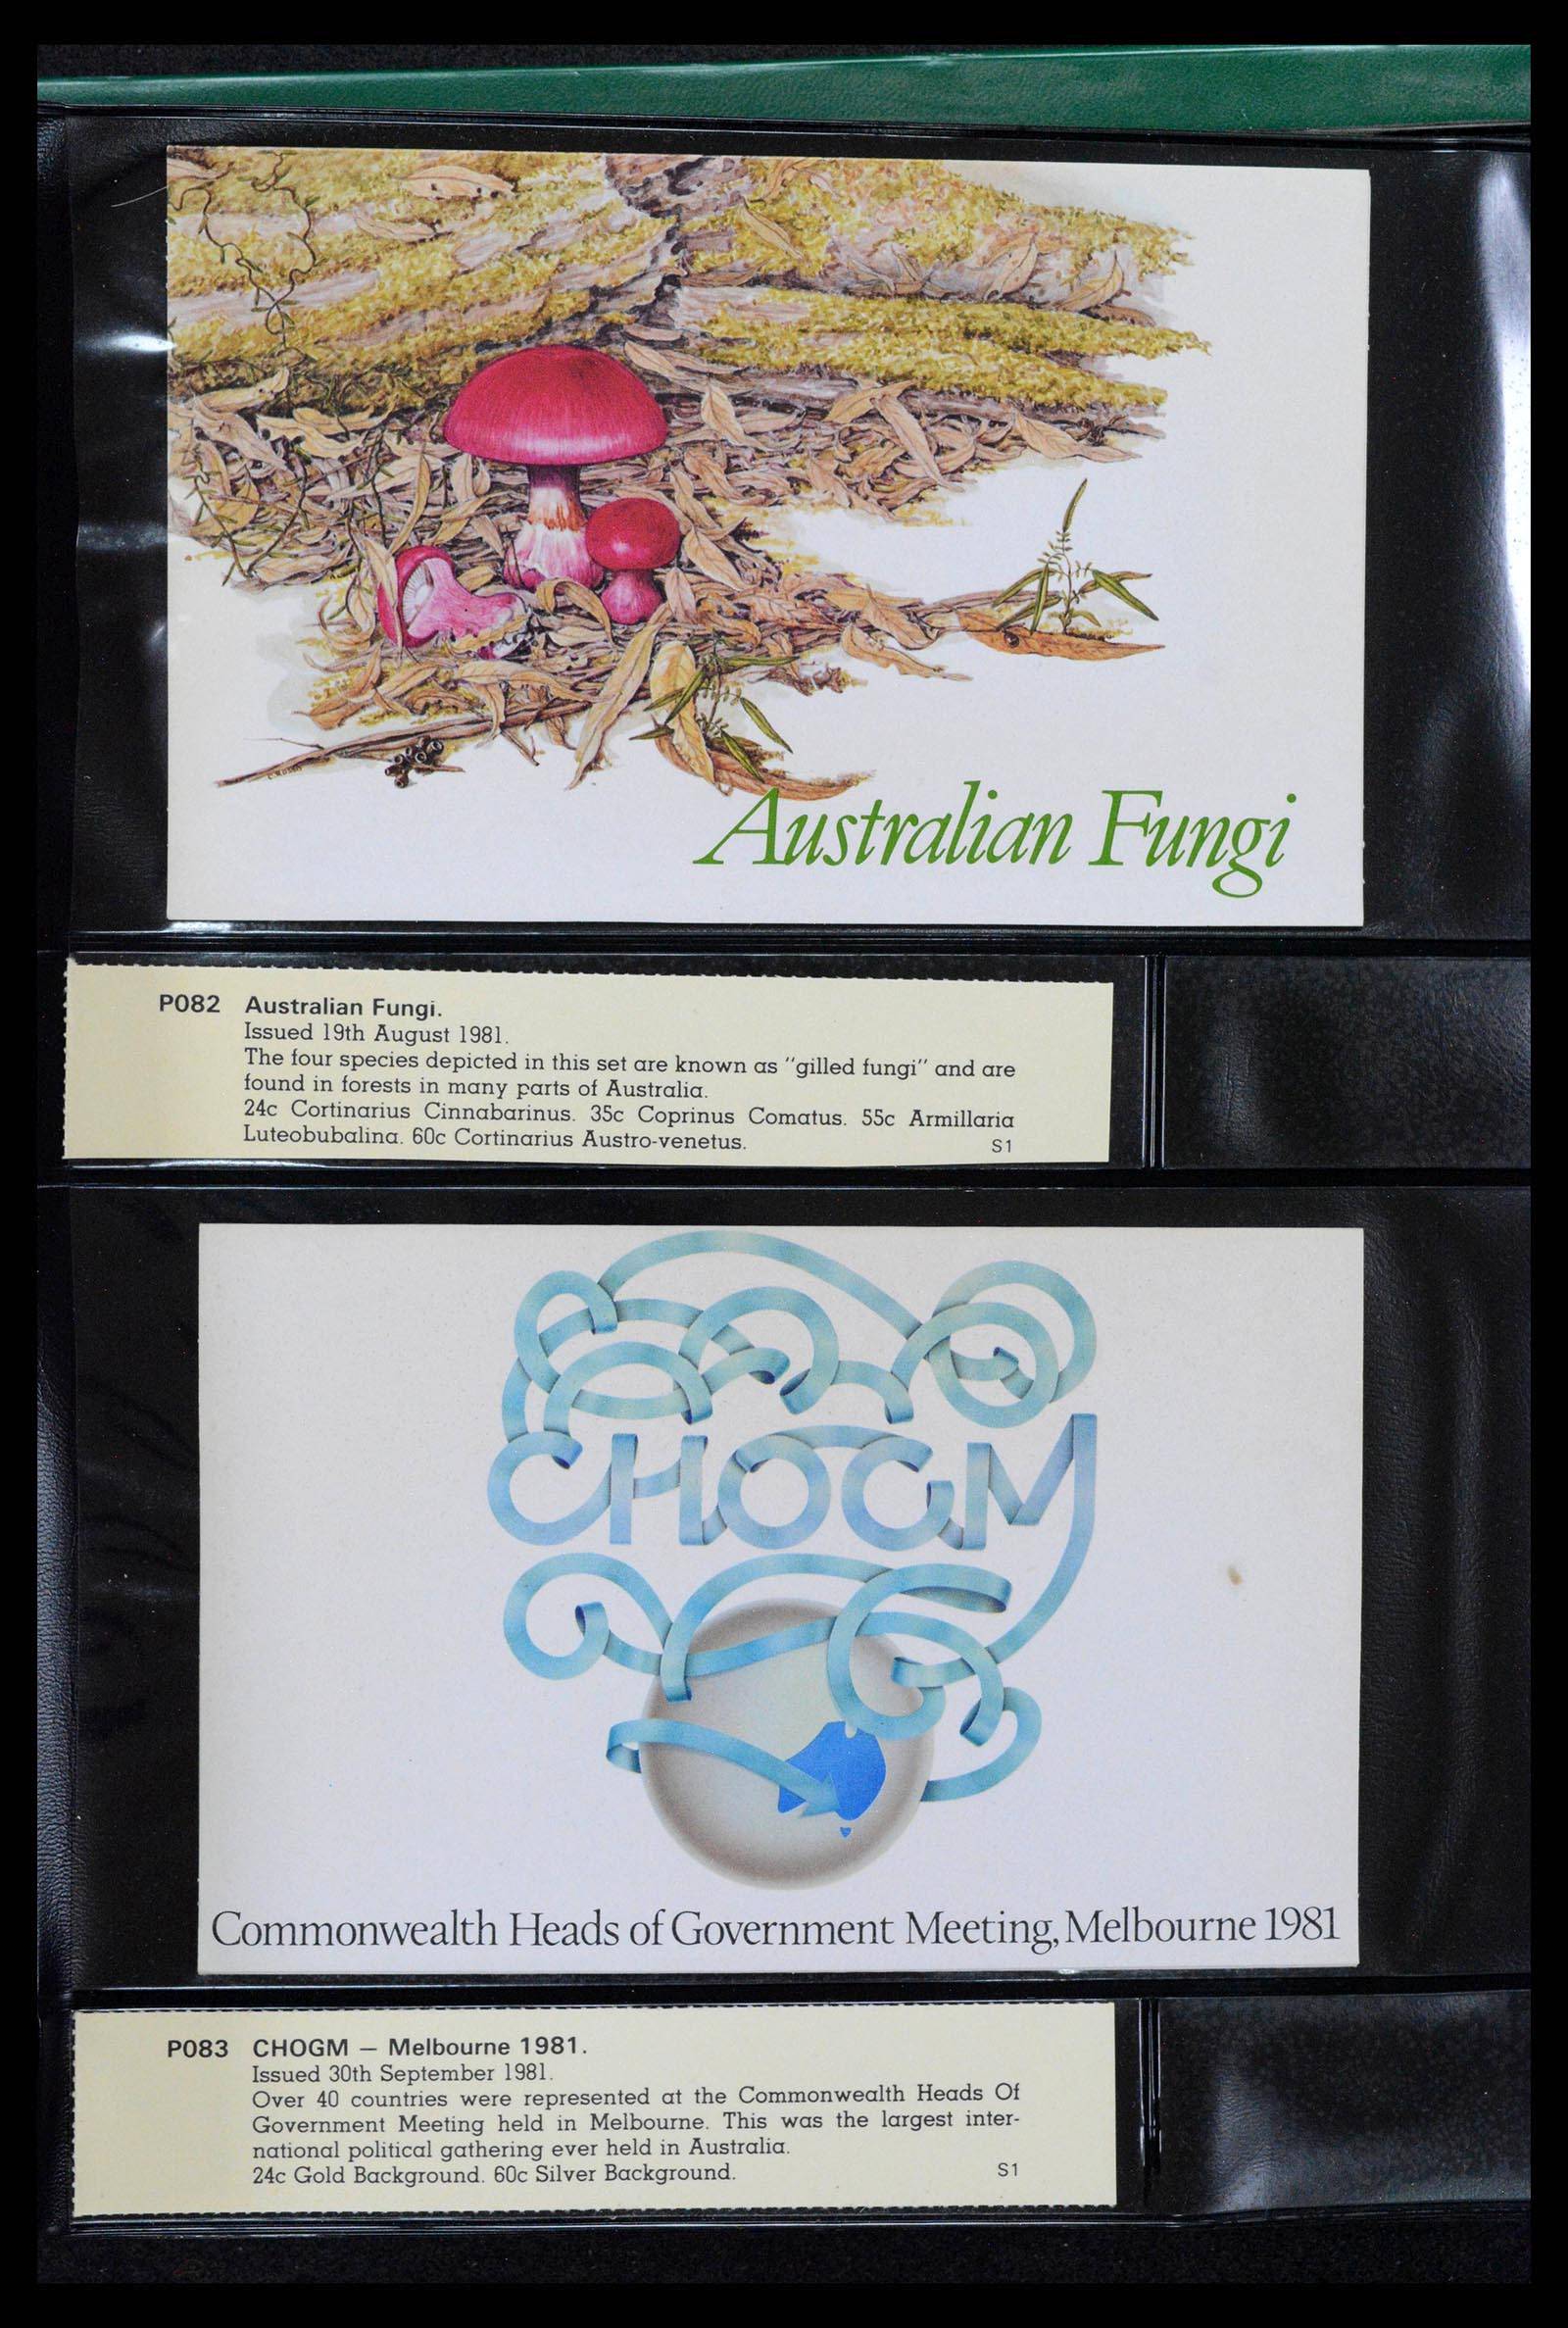 Australian Fungi
P082 Australian Fungi.
Issued 19th August 1981.
The four species depicted in this set are known as "gilled fungi" and are
found in forests in many parts of Australia.
24c Cortinarius Cinnabarinus. 35c Coprinus Comatus. 55c Armillaria
Luteobubalina. 60c Cortinarius Austro-venetus. S1
CHOGM
Commonwealth Heads of Government Meeting, Melbourne 1981
P083 CHOGM — Melbourne 1981.
Issued 30th September 1981.
Over 40 countries were represented at the Commonwealth Heads Of
Government Meeting held in Melbourne. This was the largest inter-
national political gathering ever held in Australia.
24c Gold Background. 60c Silver Background. S1